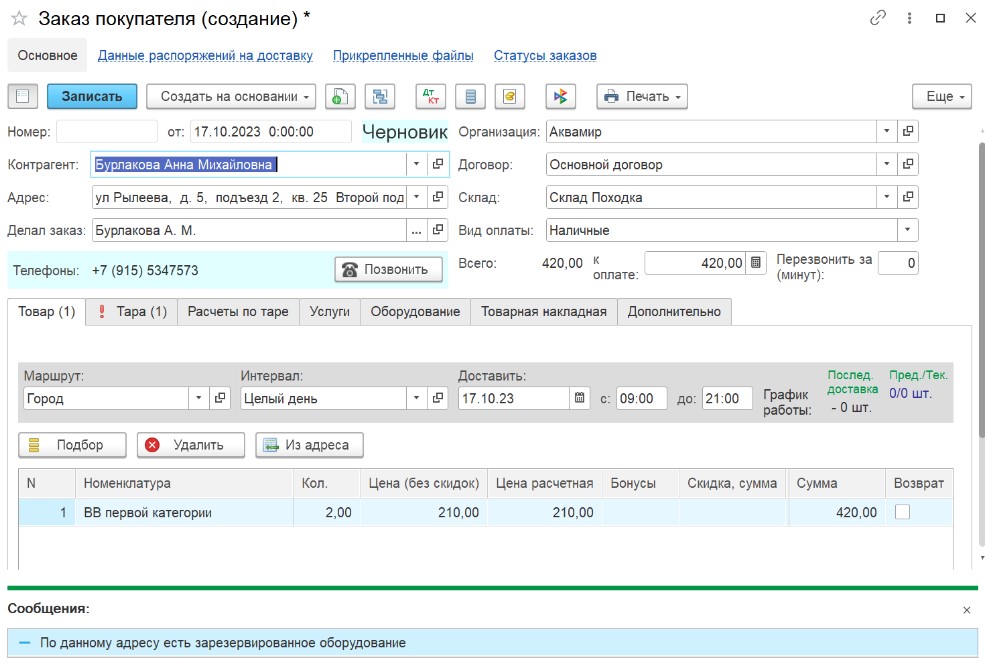 Заказ покупателя (создание) *
Основное Данные распоряжений на доставку Прикрепленные файлы Статусы заказов
Записать Создать на основании Дт Кт Печать Еще
Номер: от: 17.10.2023 0:00:00 Черновик Организация: Аквамир
Контрагент: Бурлакова Анна Михайловна Договор: Основной договор
Адрес: ул Рылеева, д. 5, подъезд 2, кв. 25 Второй под Склад: Склад Походка
Делал заказ: Бурлакова А. М. ... Вид оплаты: Наличные
Телефоны: +7 (915) 5347573 Позвонить Всего: 420,00 к оплате: 420,00 Перезвонить за (минут): 0
Товар (1) ! Тара (1) Расчеты по таре Услуги Оборудование Товарная накладная Дополнительно
Маршрут: Интервал: Доставить: Послед. доставка Пред./Тек.
Город Целый день 17.10.23 с: 09:00 до: 21:00 График работы: - 0 шт. 0/0 шт.
Подбор Удалить Из адреса
N Номенклатура Кол. Цена (без скидок) Цена расчетная Бонусы Скидка, сумма Сумма Возврат
1 ВВ первой категории 2,00 210,00 210,00 420,00
Сообщения:
По данному адресу есть зарезервированное оборудование